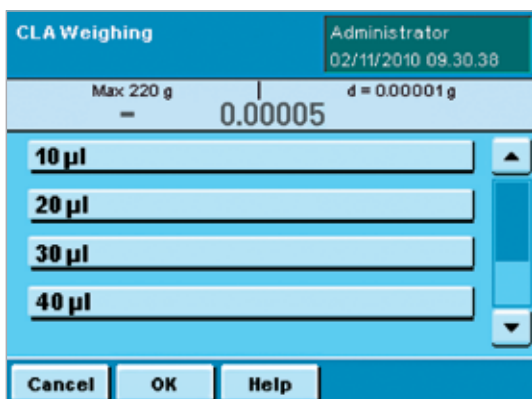 CLA Weighing
Administrator
02/11/2010 09.30.38
Max 220 g
d = 0.00001 g
- 0.00005
10 µl
20 µl
30 µl
40 µl
Cancel OK Help